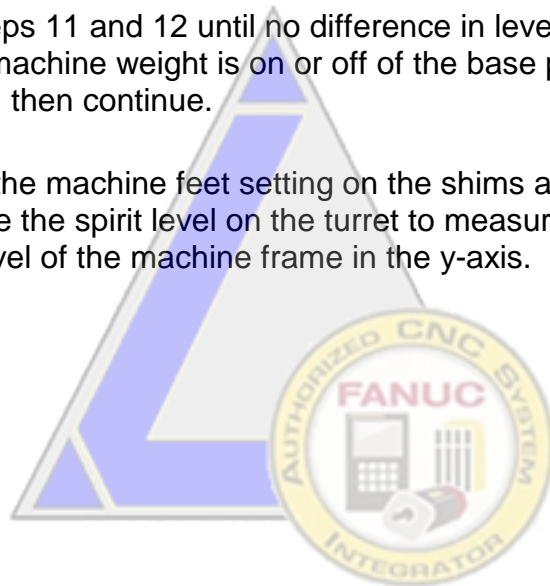 eps 11 and 12 until no difference in leve
machine weight is on or off of the base p
then continue.
the machine feet setting on the shims a
e the spirit level on the turret to measur
vel of the machine frame in the y-axis.
AUTHORIZED CNC SYSTEM
FANUC
INTEGRATOR